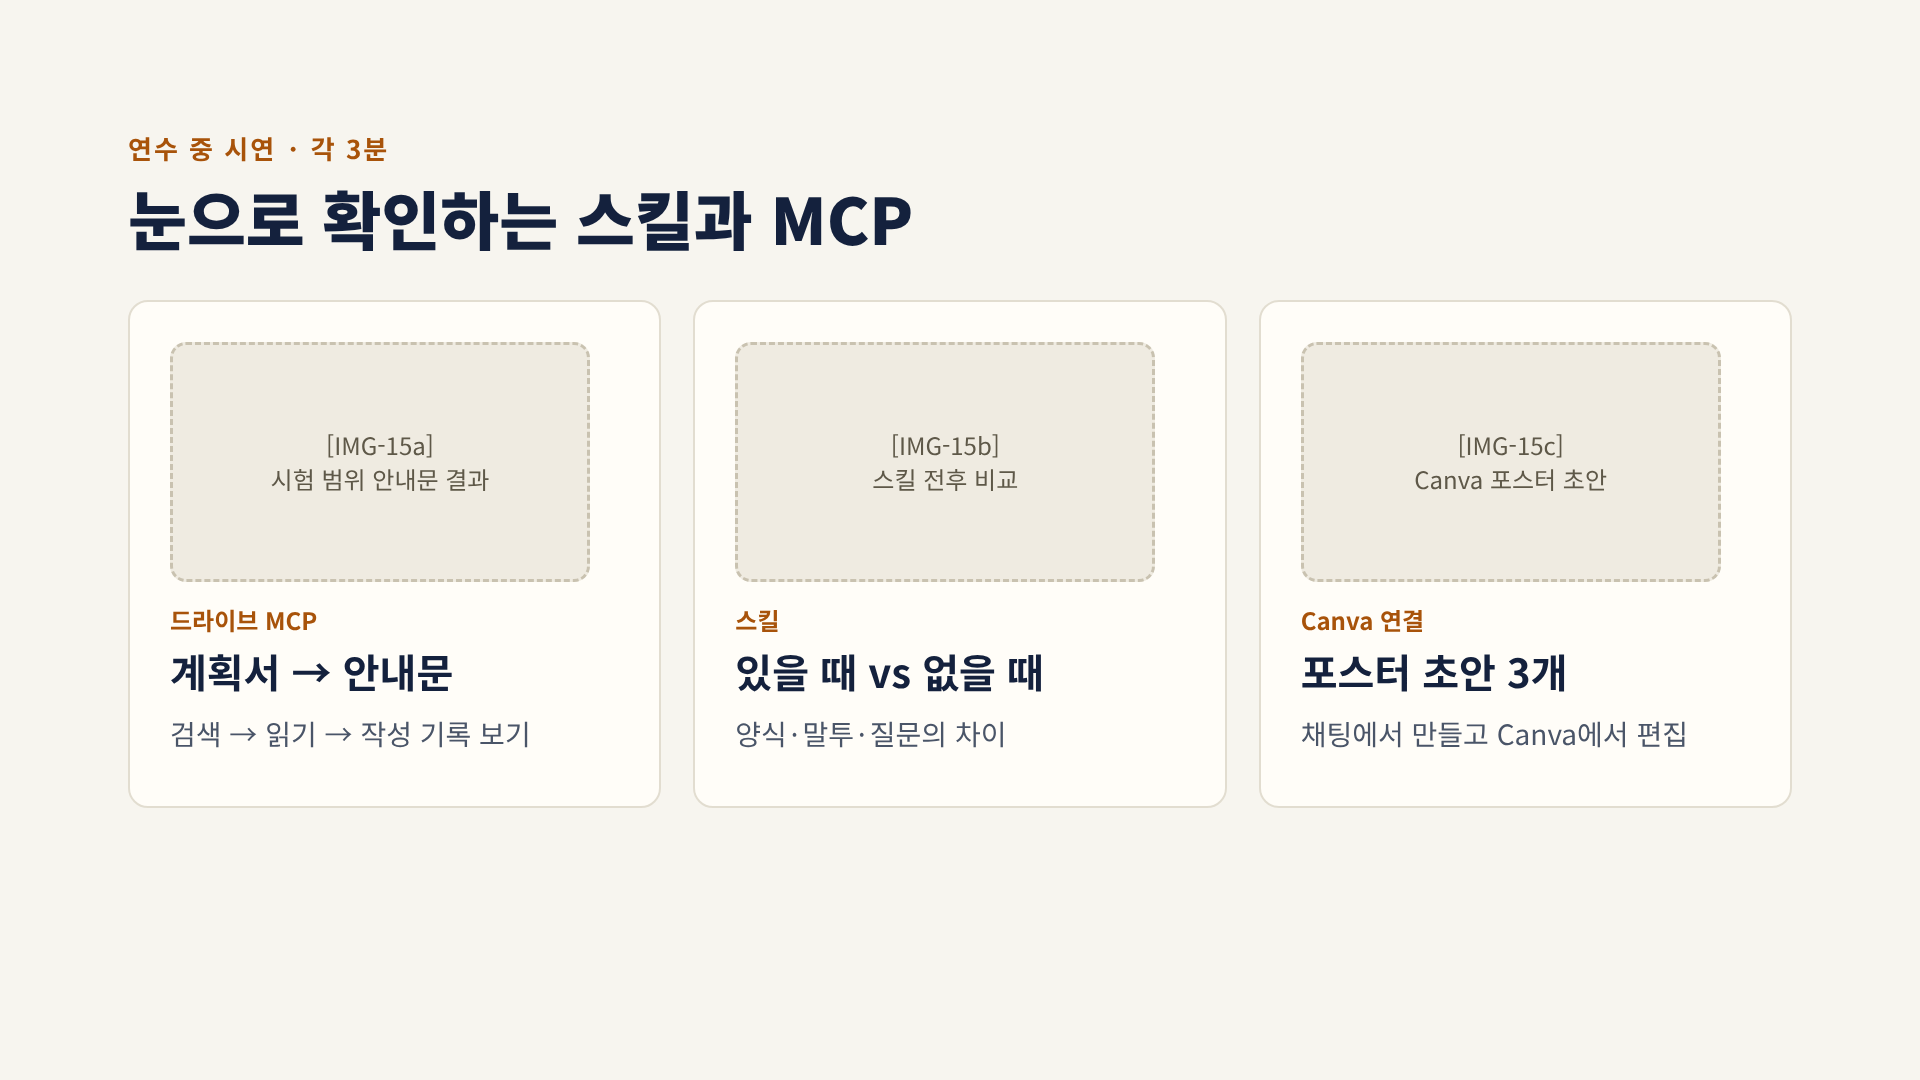 연수 중 시연 · 각 3분
눈으로 확인하는 스킬과 MCP
[IMG-15a]
시험 범위 안내문 결과
드라이브 MCP
계획서 → 안내문
검색 → 읽기 → 작성 기록 보기
[IMG-15b]
스킬 전후 비교
스킬
있을 때 vs 없을 때
양식·말투·질문의 차이
[IMG-15c]
Canva 포스터 초안
Canva 연결
포스터 초안 3개
채팅에서 만들고 Canva에서 편집